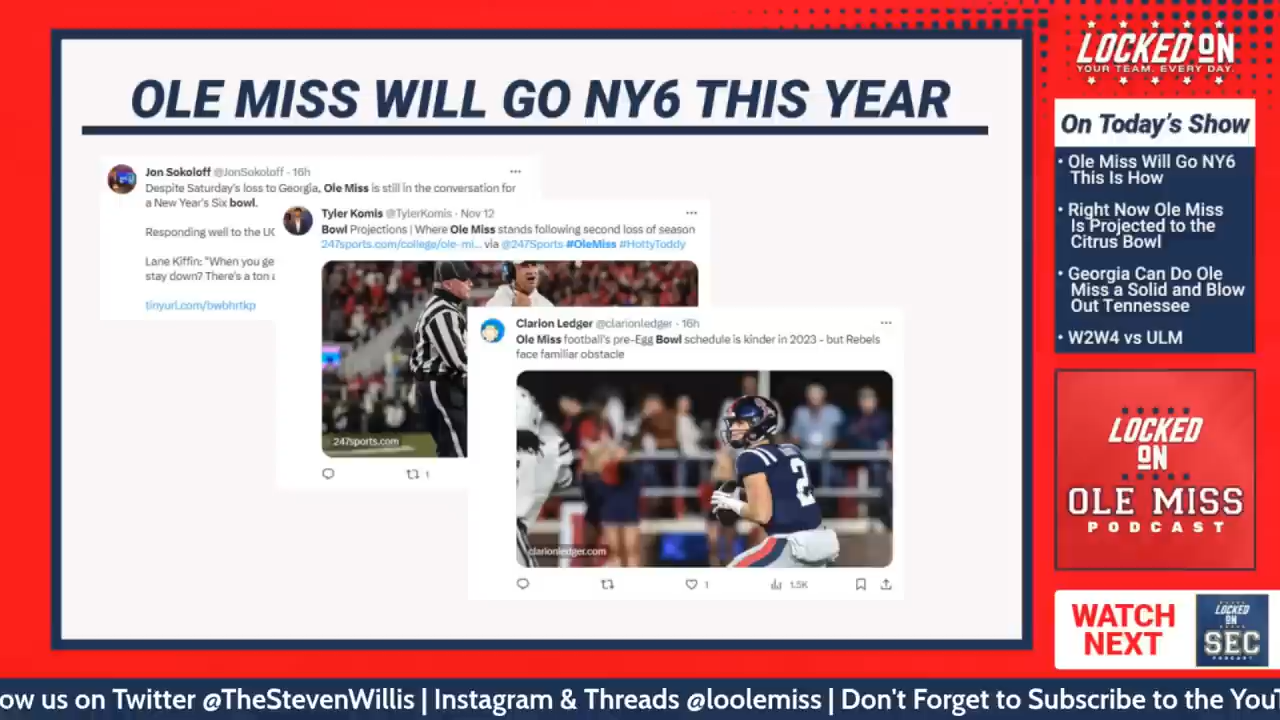 OLE MISS WILL GO NY6 THIS YEAR
Jon Sokoloff @JonSokoloff · 16h
Despite Saturday's loss to Georgia, Ole Miss is still in the conversation for
a New Year's Six bowl.
Responding well to the
Lane Kiffin: "When you ge
stay down? There's a ton
tinyurl.com/bwbhrtkp
Tyler Komis @TylerKomis · Nov 12
Bowl Projections | Where Ole Miss stands following second loss of season
247sports.com/college/ole-mi... via @247Sports #OleMiss #HottyToddy
247sports.com
1
Clarion Ledger @clarionledger · 16h
Ole Miss football's pre-Egg Bowl schedule is kinder in 2023 - but Rebels
face familiar obstacle
2
clarionledger.com
1 1.5K
LOCKED ON
YOUR TEAM. EVERY DAY.
On Today's Show
• Ole Miss Will Go NY6
This Is How
• Right Now Ole Miss
Is Projected to the
Citrus Bowl
• Georgia Can Do Ole
Miss a Solid and Blow
Out Tennessee
• W2W4 vs ULM
LOCKED
ON
OLE MISS
PODCAST
WATCH
NEXT
LOCKED
ON
SEC
PODCAST
ow us on Twitter @TheStevenWillis | Instagram & Threads @loolemiss | Don't Forget to Subscribe to the You